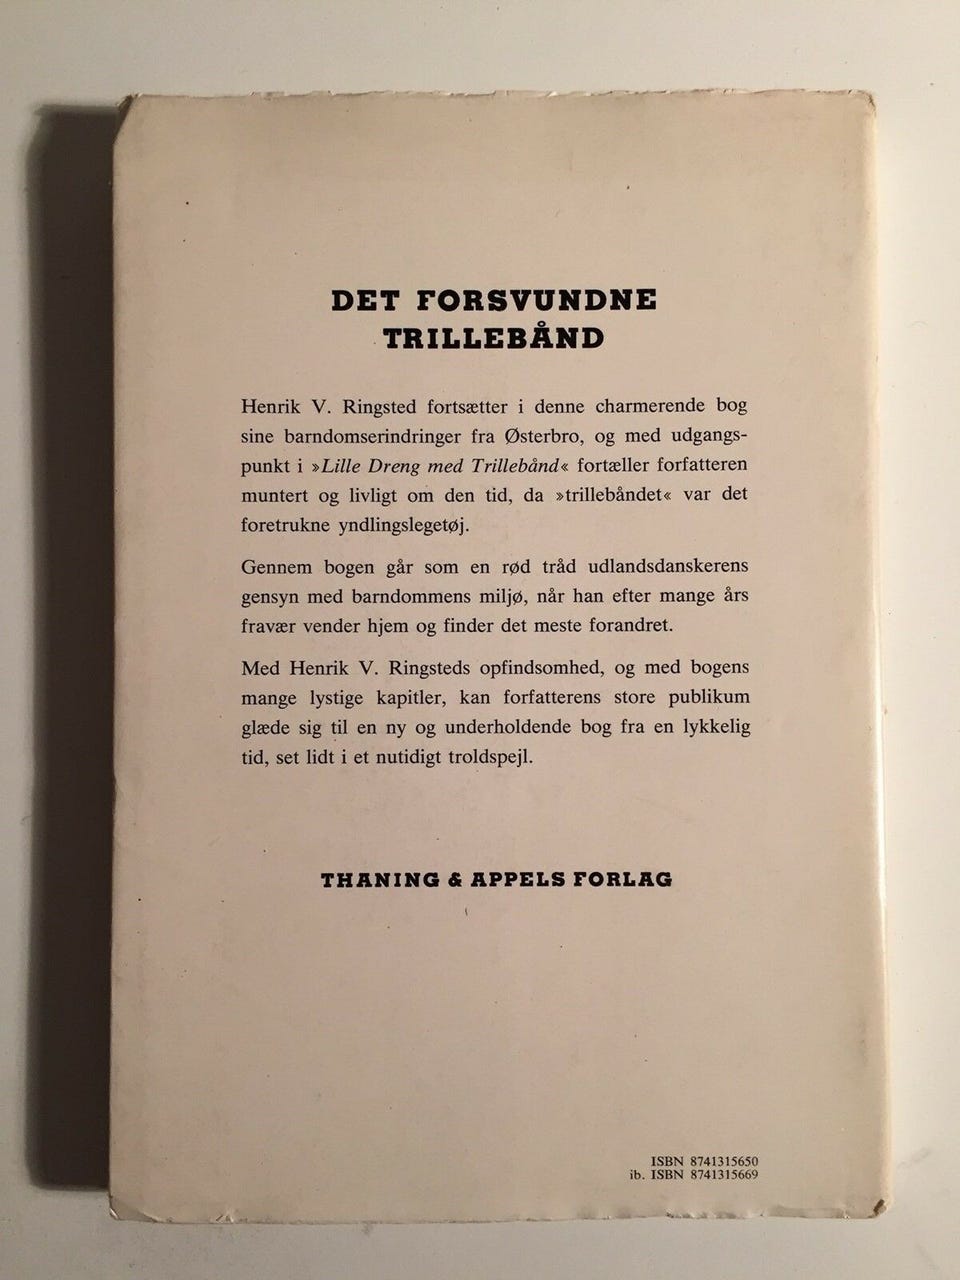 DET FORSVUNDNE
TRILLEBÅND
Henrik V. Ringsted fortsætter i denne charmerende bog
sine barndomserindringer fra Østerbro, og med udgangs-
punkt i »Lille Dreng med Trillebånd« fortæller forfatteren
muntert og livligt om den tid, da »trillebåndet« var det
foretrukne yndlingslegetøj.
Gennem bogen går som en rød tråd udlandsdanskerens
gensyn med barndommens miljø, når han efter mange års
fravær vender hjem og finder det meste forandret.
Med Henrik V. Ringsteds opfindsomhed, og med bogens
mange lystige kapitler, kan forfatterens store publikum
glæde sig til en ny og underholdende bog fra en lykkelig
tid, set lidt i et nutidigt troldspejl.
THANING & APPELS FORLAG
ISBN 8741315650
ib. ISBN 8741315669